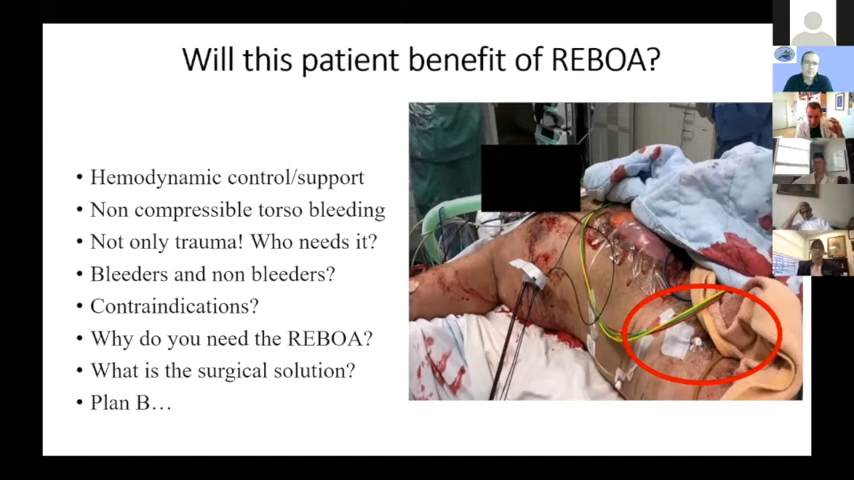 Will this patient benefit of REBOA?
• Hemodynamic control/support
• Non compressible torso bleeding
• Not only trauma! Who needs it?
• Bleeders and non bleeders?
• Contraindications?
• Why do you need the REBOA?
• What is the surgical solution?
• Plan B…